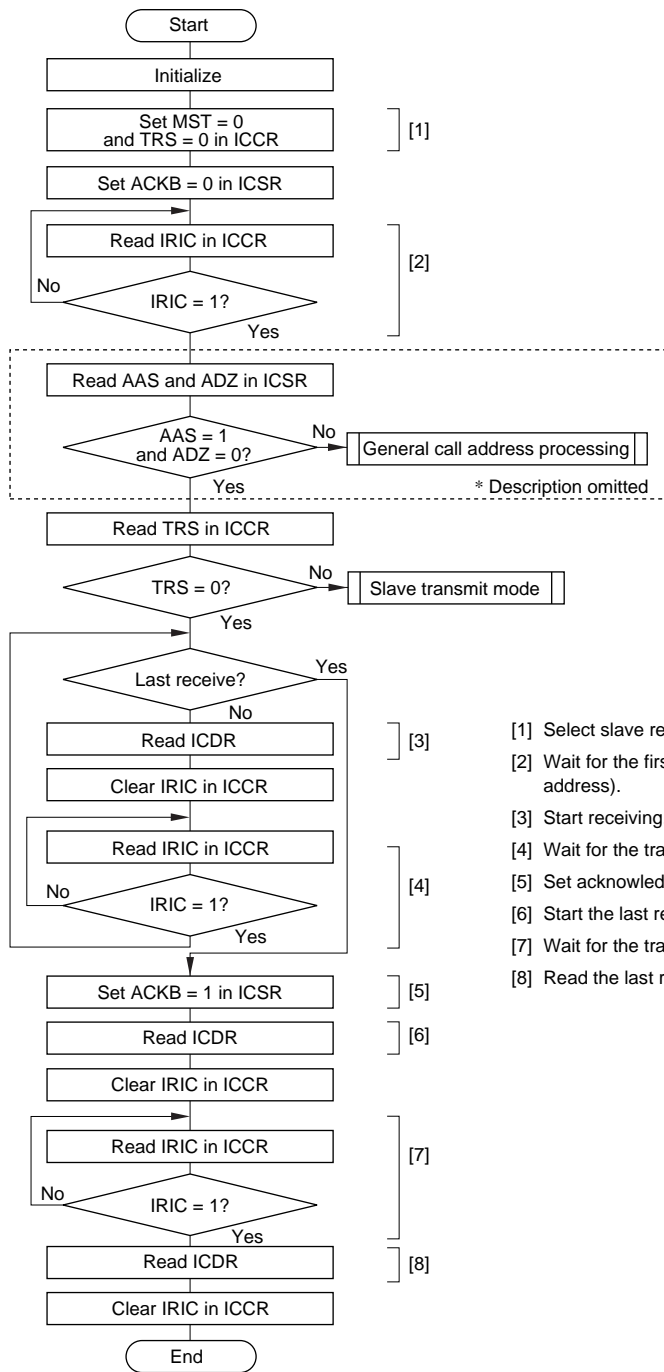 Start
Initialize
Set MST = 0
and TRS = 0 in ICCR
[1]
Set ACKB = 0 in ICSR
Read IRIC in ICCR
[2]
No
IRIC = 1?
Yes
Read AAS and ADZ in ICSR
AAS = 1
and ADZ = 0?
No
General call address processing
Yes
* Description omitted
Read TRS in ICCR
TRS = 0?
No
Slave transmit mode
Yes
Last receive?
Yes
No
Read ICDR
[3]
Clear IRIC in ICCR
Read IRIC in ICCR
[4]
No
IRIC = 1?
Yes
Set ACKB = 1 in ICSR
[5]
Read ICDR
[6]
Clear IRIC in ICCR
Read IRIC in ICCR
[7]
No
IRIC = 1?
Yes
Read ICDR
[8]
Clear IRIC in ICCR
End
[1] Select slave
[2] Wait for the
address).
[3] Start receiving
[4] Wait for the
[5] Set
[6] Start the last
[7] Wait for the
[8] Read the last